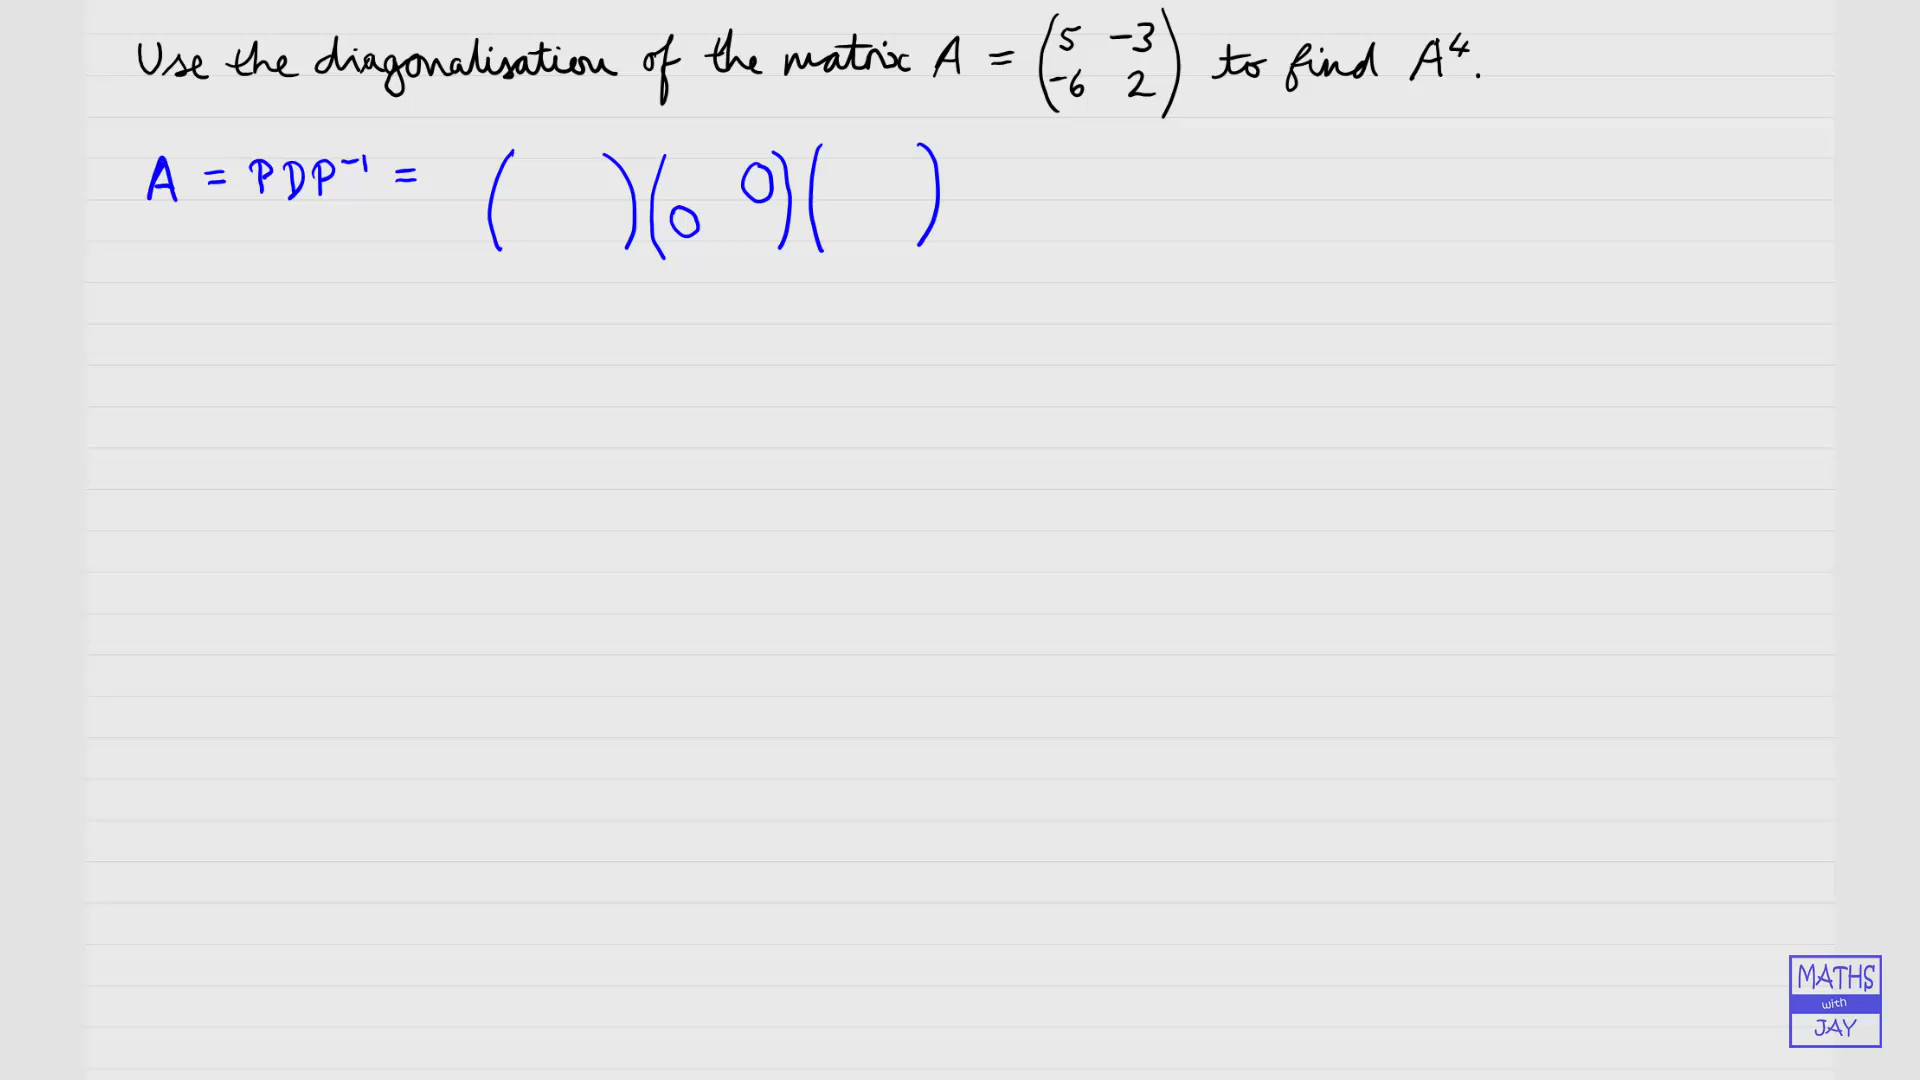 Use the diagonalisation of the matrix A = (5 -3; -6 2) to find A⁴.
A = PDP⁻¹ = (   )(0 0)(   )
MATHS
with
JAY